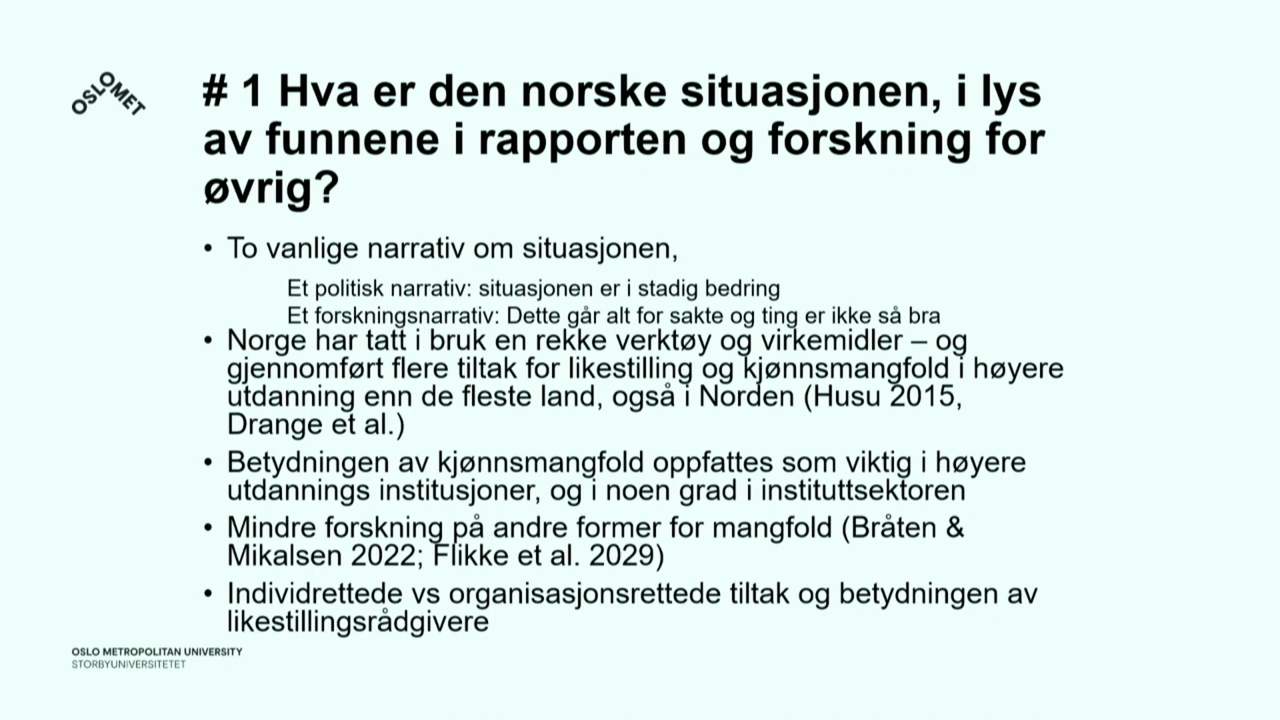 OSLOMET
# 1 Hva er den norske situasjonen, i lys
av funnene i rapporten og forskning for
øvrig?
• To vanlige narrativ om situasjonen,
Et politisk narrativ: situasjonen er i stadig bedring
Et forskningsnarrativ: Dette går alt for sakte og ting er ikke så bra
• Norge har tatt i bruk en rekke verktøy og virkemidler – og
gjennomført flere tiltak for likestilling og kjønnsmangfold i høyere
utdanning enn de fleste land, også i Norden (Husu 2015,
Drange et al.)
• Betydningen av kjønnsmangfold oppfattes som viktig i høyere
utdannings institusjoner, og i noen grad i instituttsektoren
• Mindre forskning på andre former for mangfold (Bråten &
Mikalsen 2022; Flikke et al. 2029)
• Individrettede vs organisasjonsrettede tiltak og betydningen av
likestillingsrådgivere
OSLO METROPOLITAN UNIVERSITY
STORBYUNIVERSITETET